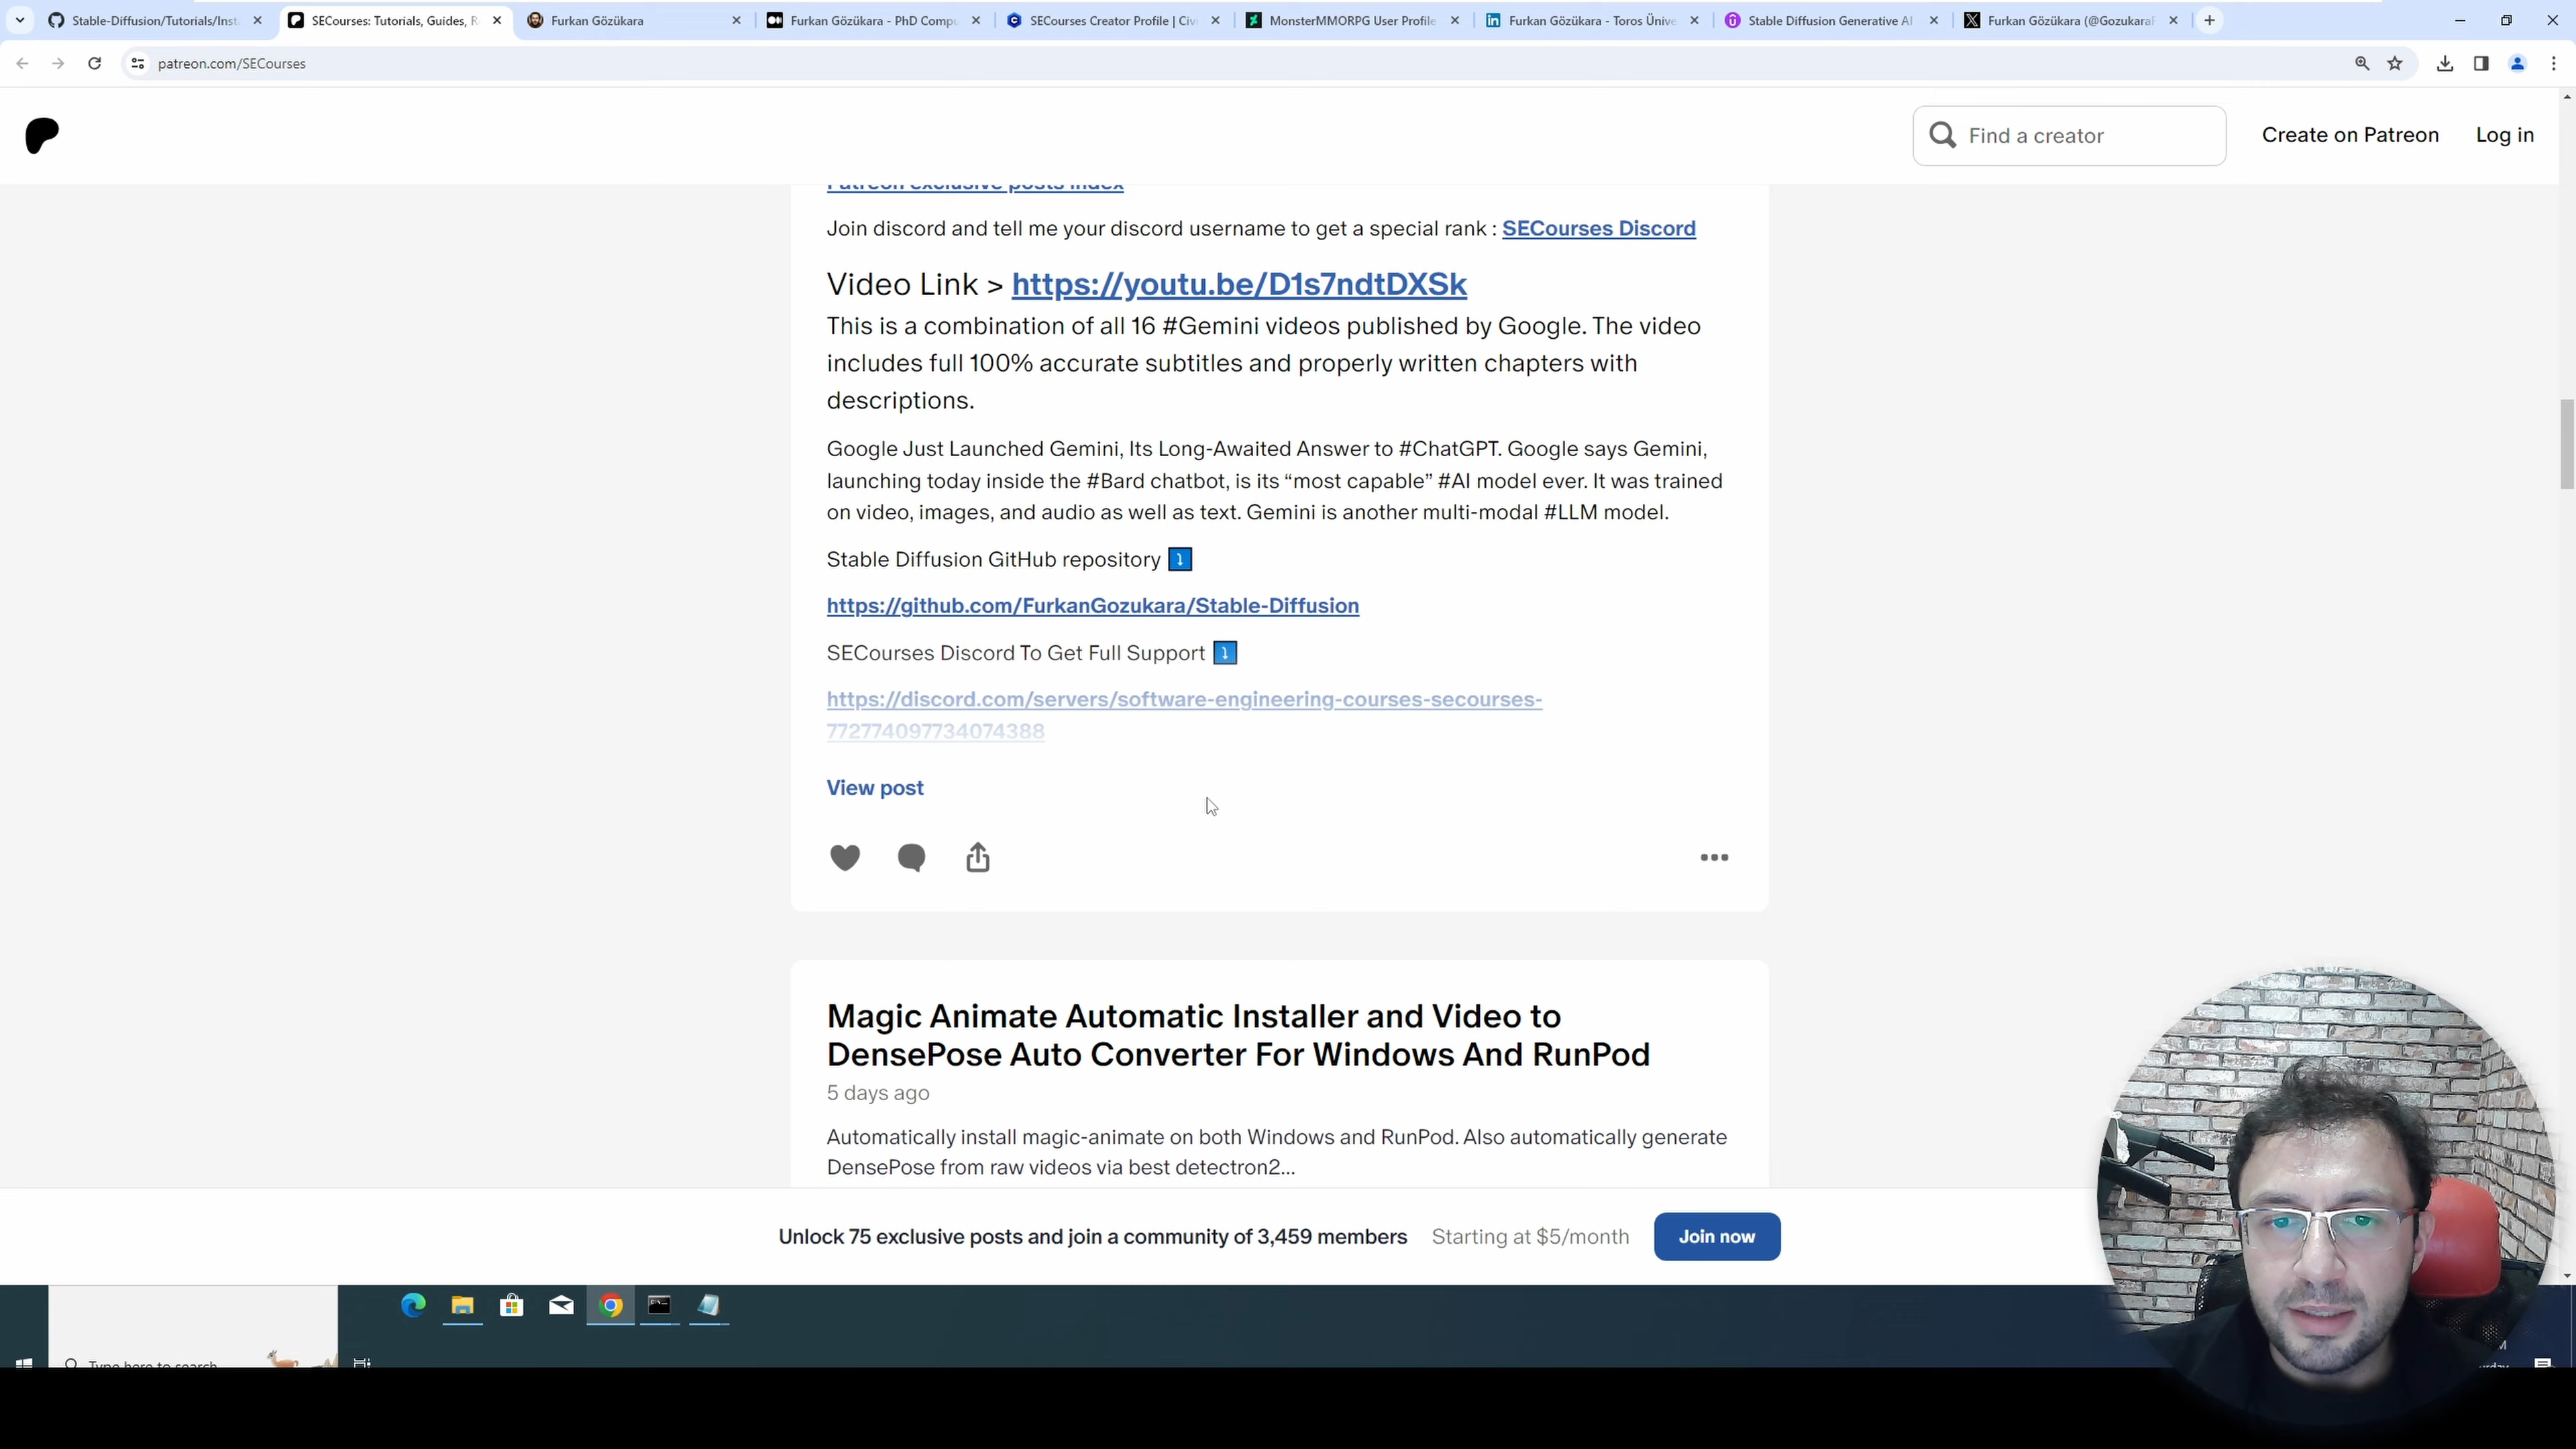 Stable-Diffusion/Tutorials/Inst
SECourses: Tutorials, Guides, R
Furkan Gözükara
Furkan Gözükara - PhD Compu
SECourses Creator Profile | Civi
MonsterMMORPG User Profile
Furkan Gözükara - Toros Ünive
Stable Diffusion Generative AI
Furkan Gözükara (@GozukaraF
patreon.com/SECourses
Find a creator
Create on Patreon
Log in
Patreon exclusive posts index
Join discord and tell me your discord username to get a special rank : SECourses Discord
Video Link > https://youtu.be/D1s7ndtDXSk
This is a combination of all 16 #Gemini videos published by Google. The video
includes full 100% accurate subtitles and properly written chapters with
descriptions.
Google Just Launched Gemini, Its Long-Awaited Answer to #ChatGPT. Google says Gemini,
launching today inside the #Bard chatbot, is its “most capable” #AI model ever. It was trained
on video, images, and audio as well as text. Gemini is another multi-modal #LLM model.
Stable Diffusion GitHub repository ⤵️
https://github.com/FurkanGozukara/Stable-Diffusion
SECourses Discord To Get Full Support ⤵️
https://discord.com/servers/software-engineering-courses-secourses-
772774097734074388
View post
Magic Animate Automatic Installer and Video to
DensePose Auto Converter For Windows And RunPod
5 days ago
Automatically install magic-animate on both Windows and RunPod. Also automatically generate
DensePose from raw videos via best detectron2...
Unlock 75 exclusive posts and join a community of 3,459 members
Starting at $5/month
Join now
Type here to search